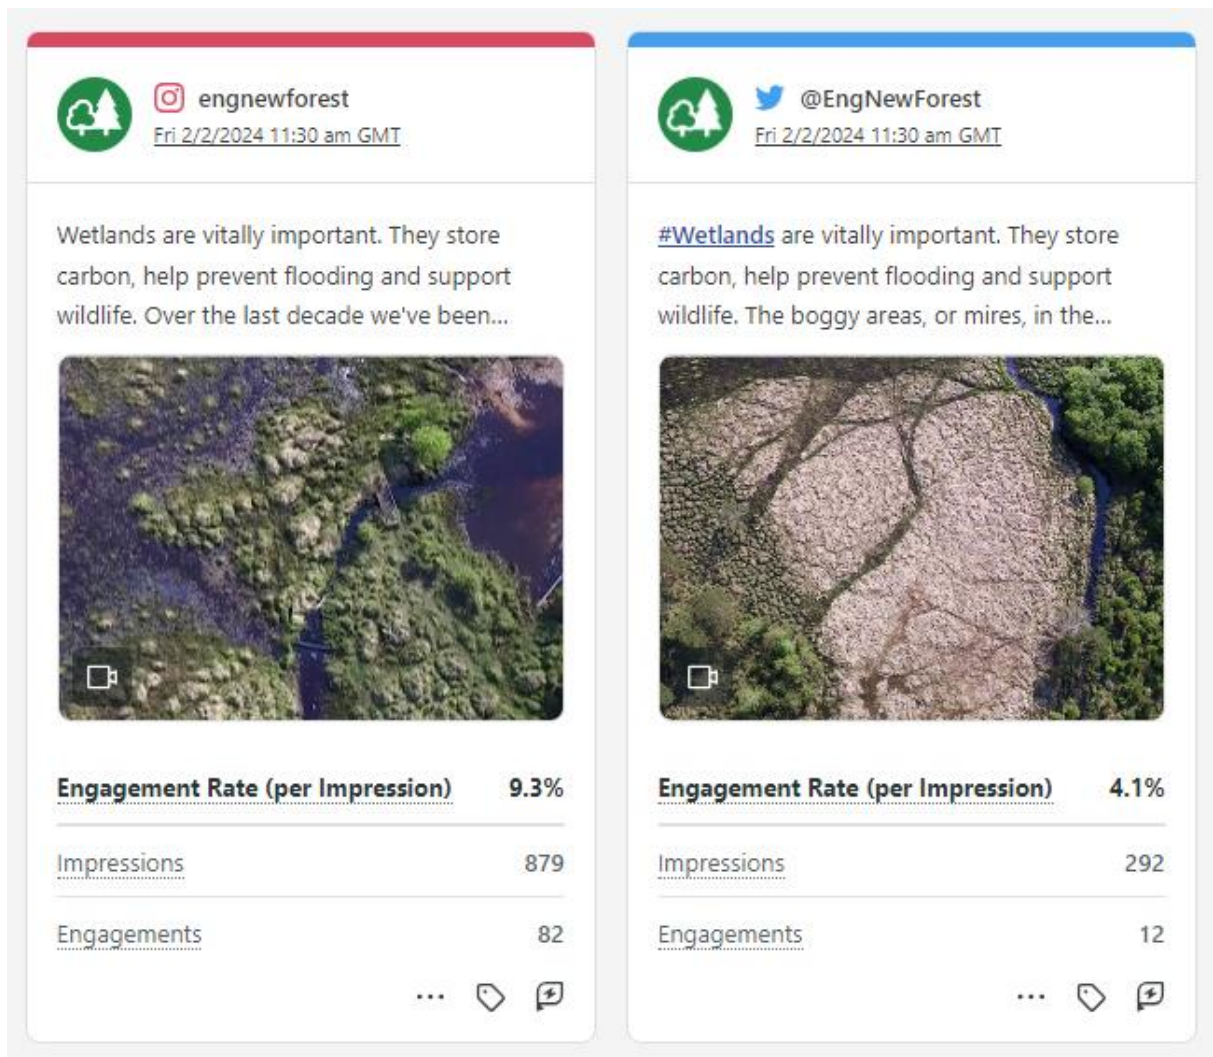 engnewforest
Fri 2/2/2024 11:30 am GMT
Wetlands are vitally important. They store
carbon, help prevent flooding and support
wildlife. Over the last decade we've been...
Engagement Rate (per Impression) 9.3%
Impressions 879
Engagements 82
@EngNewForest
Fri 2/2/2024 11:30 am GMT
#Wetlands are vitally important. They store
carbon, help prevent flooding and support
wildlife. The boggy areas, or mires, in the...
Engagement Rate (per Impression) 4.1%
Impressions 292
Engagements 12